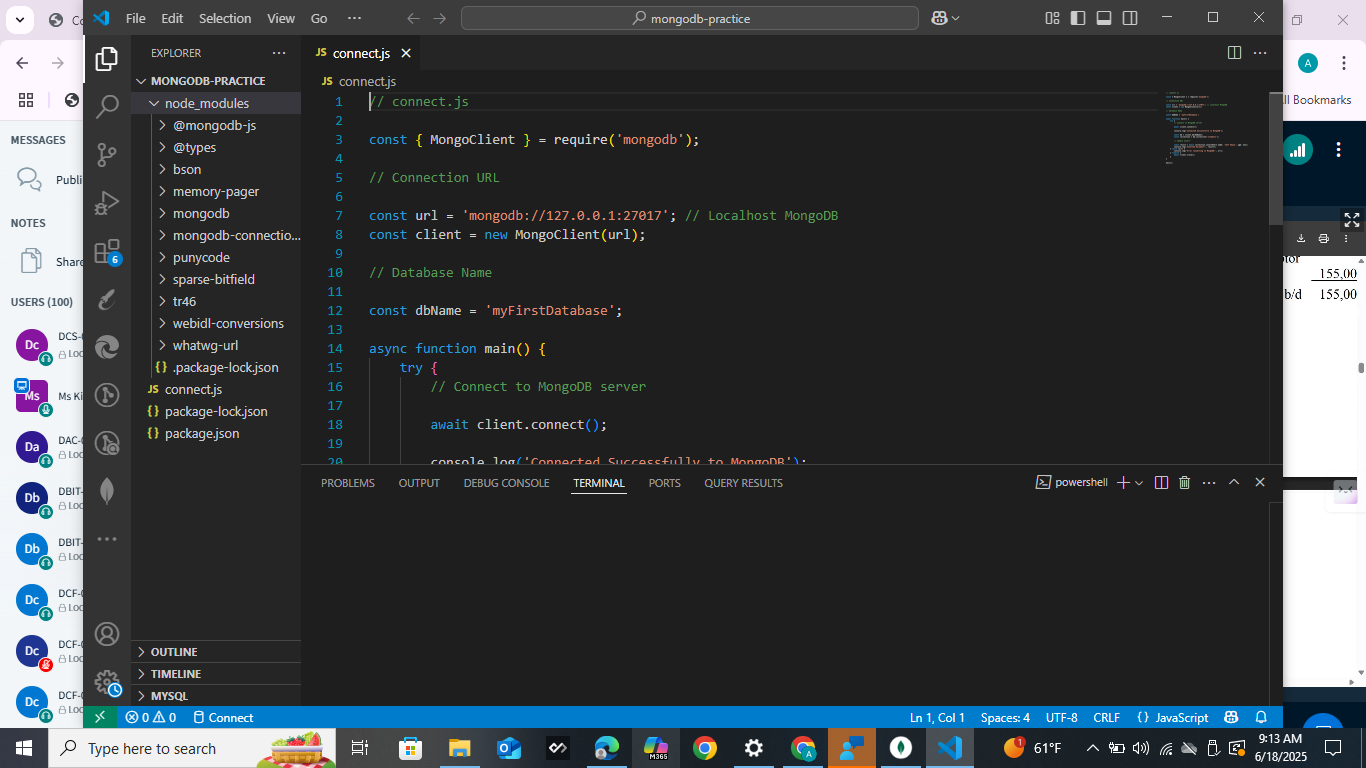 File Edit Selection View Go ···
mongodb-practice
EXPLORER
MONGODB-PRACTICE
node_modules
@mongodb-js
@types
bson
memory-pager
mongodb
mongodb-connectio...
punycode
sparse-bitfield
tr46
webidl-conversions
whatwg-url
{} .package-lock.json
JS connect.js
{} package-lock.json
{} package.json
OUTLINE
TIMELINE
MYSQL
JS connect.js
JS connect.js
1 // connect.js
2
3 const { MongoClient } = require('mongodb');
4
5 // Connection URL
6
7 const url = 'mongodb://127.0.0.1:27017'; // Localhost MongoDB
8 const client = new MongoClient(url);
9
10 // Database Name
11
12 const dbName = 'myFirstDatabase';
13
14 async function main() {
15 try {
16 // Connect to MongoDB server
17
18 await client.connect();
19
20 console.log('Connected Successfully to MongoDB');
PROBLEMS OUTPUT DEBUG CONSOLE TERMINAL PORTS QUERY RESULTS
powershell
6
0 0 Connect
Ln 1, Col 1 Spaces: 4 UTF-8 CRLF {} JavaScript
MESSAGES
Publi
NOTES
Share
USERS (100)
Dc DCS-
Loc
Ms Ms Ki
Da DAC-
Loc
Db DBIT-
Loc
Db DBIT-
Loc
Dc DCF-
Loc
Dc DCF-
Loc
Dc DCF-
Loc
A
ll Bookmarks
155,00
b/d 155,00
Type here to search
M365
A
1
61°F
9:13 AM
6/18/2025